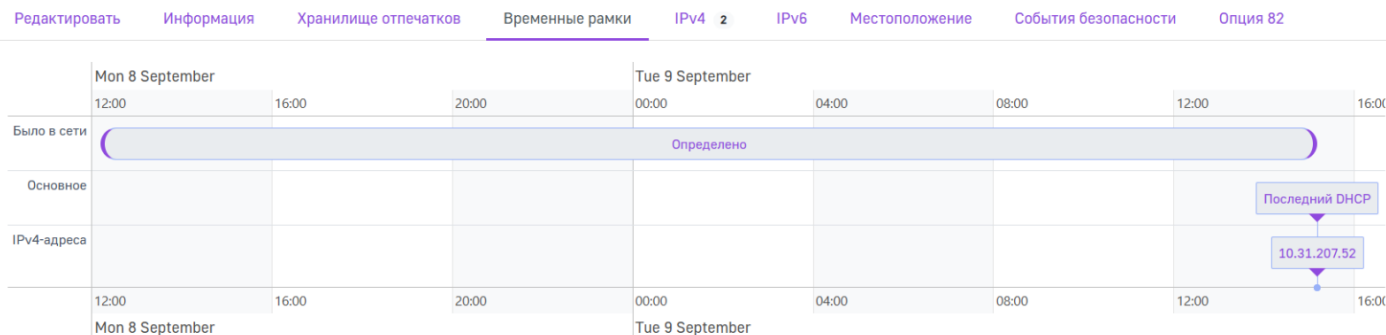 Редактировать Информация Хранилище отпечатков Временные рамки IPv4 2 IPv6 Местоположение События безопасности Опция 82
Mon 8 September Tue 9 September
12:00 16:00 20:00 00:00 04:00 08:00 12:00 16:00
Было в сети Определено
Основное Последний DHCP
IPv4-адреса 10.31.207.52
12:00 16:00 20:00 00:00 04:00 08:00 12:00 16:00
Mon 8 September Tue 9 September